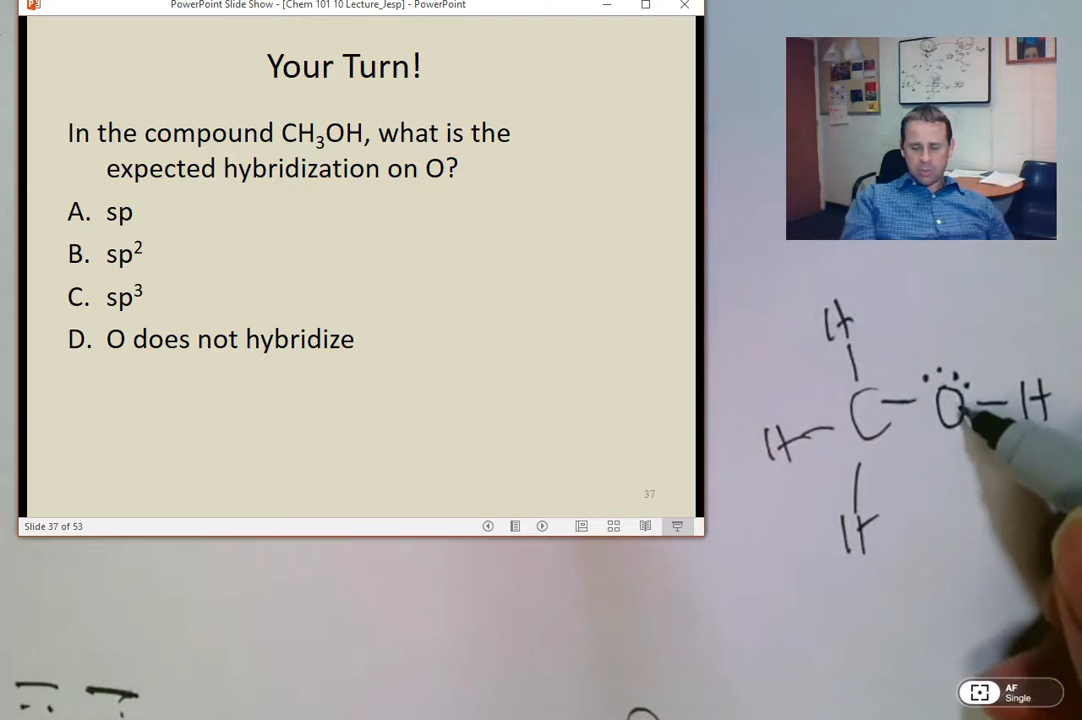 PowerPoint Slide Show - [Chem 101 10 Lecture_Jesp] - PowerPoint
Your Turn!
In the compound CH₃OH, what is the
expected hybridization on O?
A. sp
B. sp²
C. sp³
D. O does not hybridize
37
Slide 37 of 53
H
H C O H
H
AF
Single